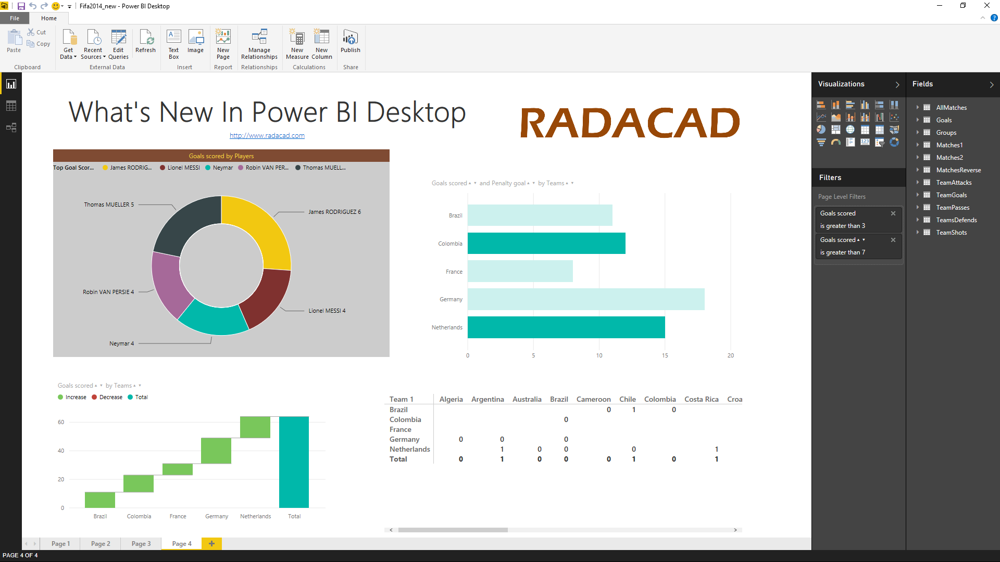 Fifa2014_new - Power BI Desktop
File Home
Paste Cut Copy
Get Data
Recent Sources
Edit Queries
Refresh
Text Box
Image
New Page
Manage Relationships
New Measure
New Column
Publish
Clipboard External Data Insert Report Relationships Calculations Share
What's New In Power BI Desktop
http://www.radacad.com
RADACAD
Goals scored by Players
Top Goal Scor... James RODRIG... Lionel MESSI Neymar Robin VAN PER... Thomas MUELL...
Thomas MUELLER 5
James RODRIGUEZ 6
Robin VAN PERSIE 4
Lionel MESSI 4
Neymar 4
Goals scored and Penalty goal by Teams
Brazil
Colombia
France
Germany
Netherlands
0 5 10 15 20
Goals scored by Teams
Increase Decrease Total
60
40
20
0
Brazil Colombia France Germany Netherlands Total
Team 1 Algeria Argentina Australia Brazil Cameroon Chile Colombia Costa Rica Croa
Brazil 0 1 0
Colombia 0
France
Germany 0 0 0
Netherlands 1 0 0 0 1
Total 0 1 0 0 0 1 0 1
Visualizations
123
Filters
Page Level Filters
Goals scored
is greater than 3
Goals scored
is greater than 7
Fields
AllMatches
Goals
Groups
Matches1
Matches2
MatchesReverse
TeamAttacks
TeamGoals
TeamPasses
TeamsDefends
TeamShots
Page 1 Page 2 Page 3 Page 4
PAGE 4 OF 4